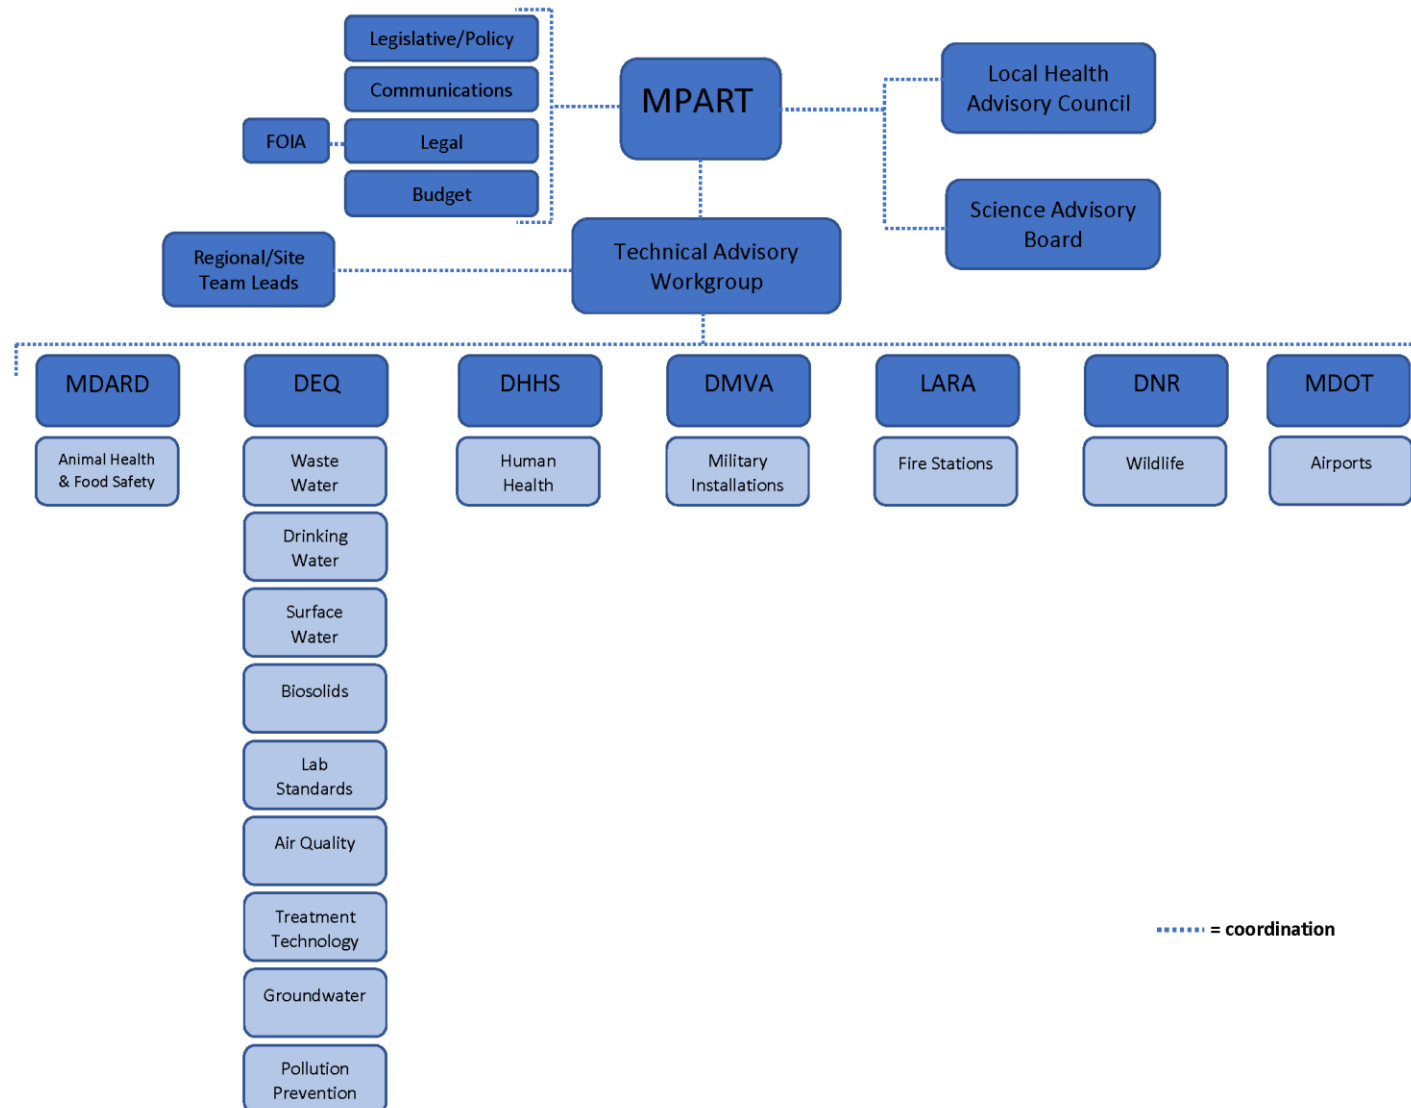 Legislative/Policy
Communications
FOIA
Legal
Budget
MPART
Local Health
Advisory Council
Science Advisory
Board
Regional/Site
Team Leads
Technical Advisory
Workgroup
MDARD
DEQ
DHHS
DMVA
LARA
DNR
MDOT
Animal Health
& Food Safety
Waste
Water
Human
Health
Military
Installations
Fire Stations
Wildlife
Airports
Drinking
Water
Surface
Water
Biosolids
Lab
Standards
Air Quality
Treatment
Technology
Groundwater
Pollution
Prevention
= coordination